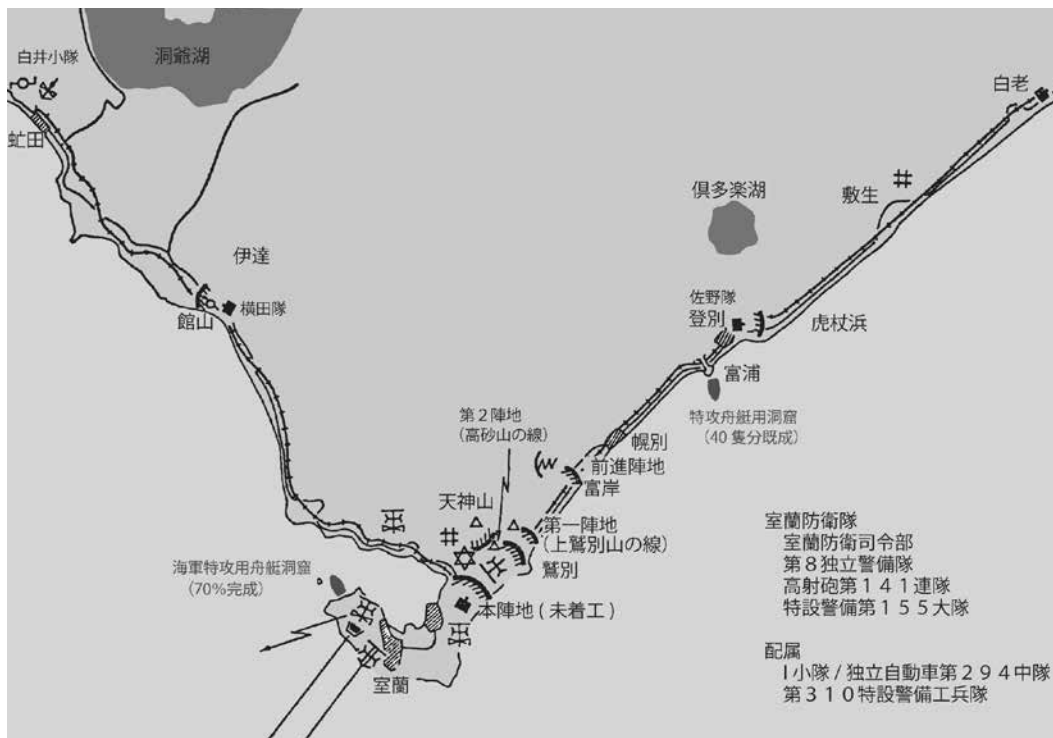 白井小隊
洞爺湖
虻田
白老
倶多楽湖
敷生
伊達
横田隊
館山
佐野隊
登別
虎杖浜
富浦
特攻舟艇用洞窟
（40 隻分既成）
第２陣地
（高砂山の線）
幌別
前進陣地
富岸
天神山
第一陣地
（上鷲別山の線）
鷲別
海軍特攻用舟艇洞窟
（70％完成）
本陣地 ( 未着工 )
室蘭
室蘭防衛隊
室蘭防衛司令部
第８独立警備隊
高射砲第１４１連隊
特設警備第１５５大隊
配属
I 小隊 / 独立自動車第２９４中隊
第３１０特設警備工兵隊